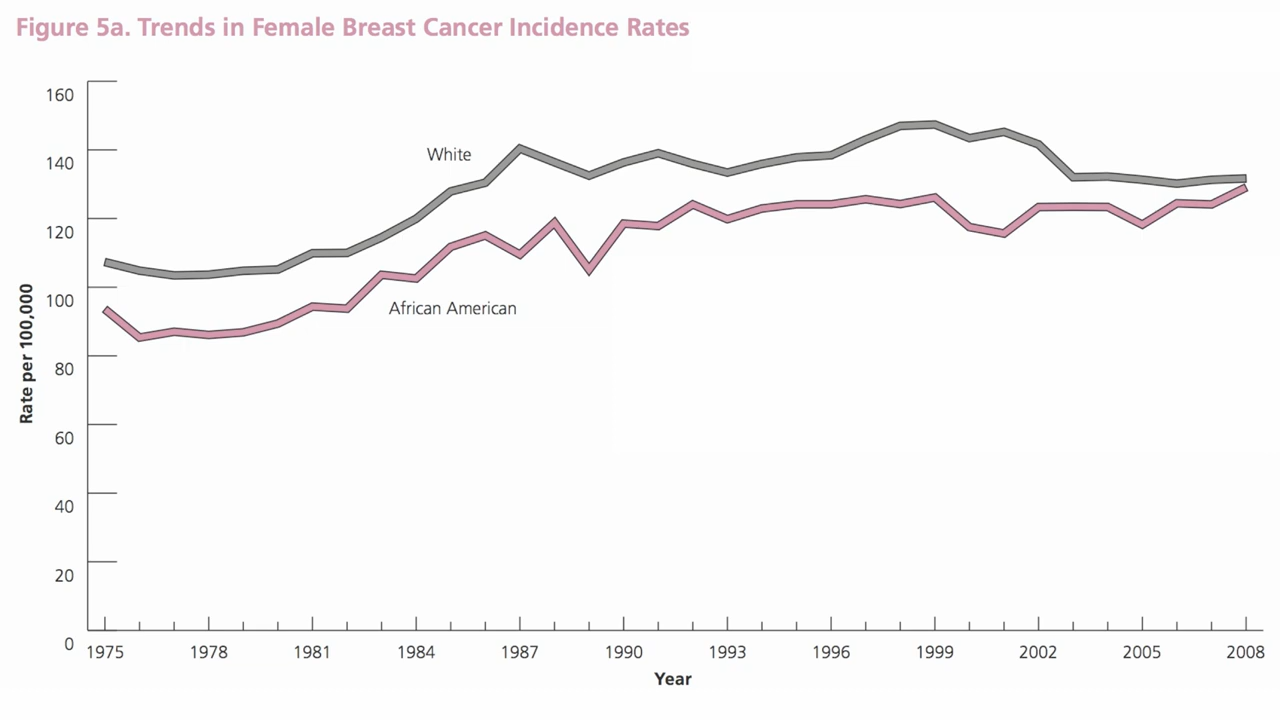 Figure 5a. Trends in Female Breast Cancer Incidence Rates
160
140
120
100
80
60
40
20
0
Rate per 100,000
White
African American
1975 1978 1981 1984 1987 1990 1993 1996 1999 2002 2005 2008
Year